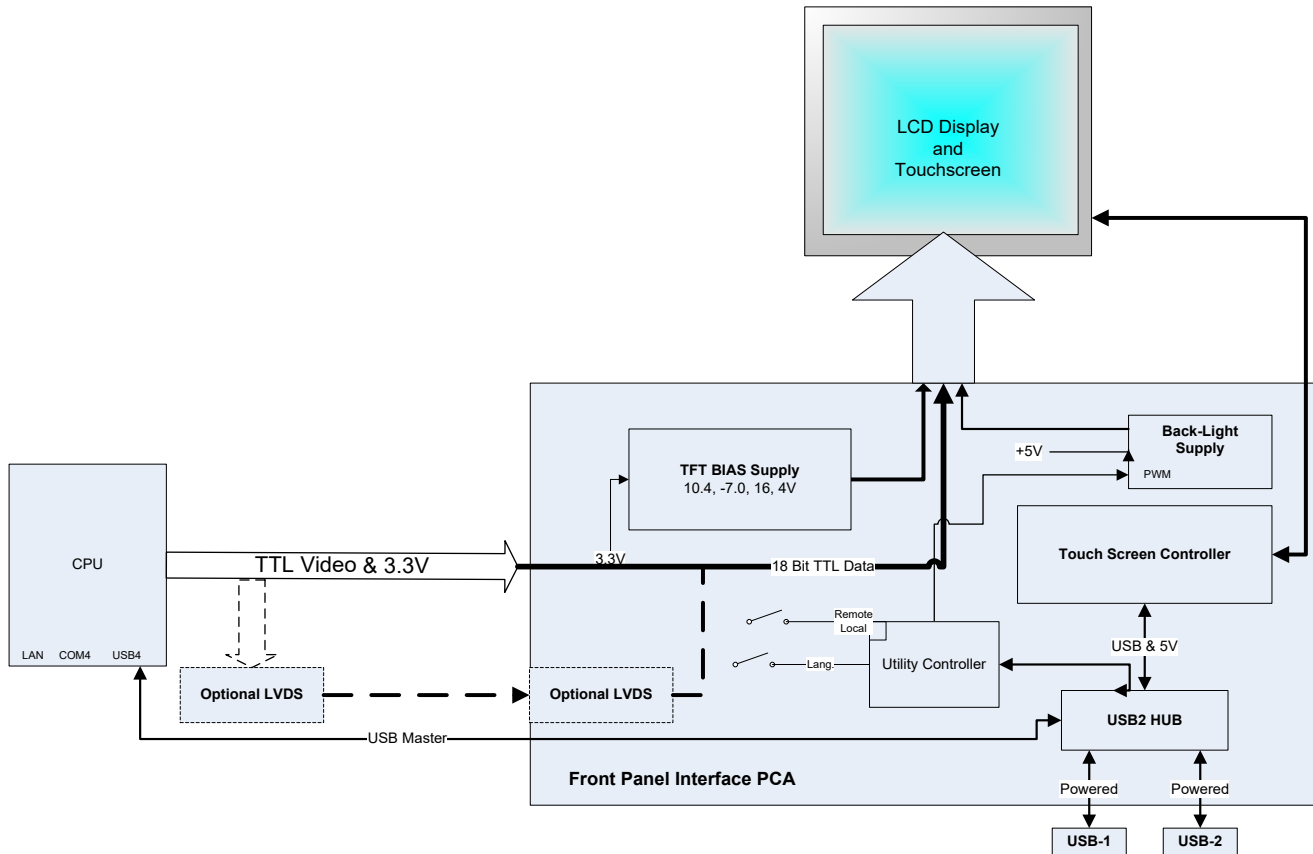 LCD Display
and
Touchscreen
Back-Light
Supply
+5V
PWM
TFT BIAS Supply
10.4, -7.0, 16, 4V
CPU
TTL Video & 3.3V
3.3V
18 Bit TTL Data
Touch Screen Controller
Remote
Local
USB & 5V
LAN COM4 USB4
Lang.
Utility Controller
Optional LVDS
Optional LVDS
USB2 HUB
USB Master
Front Panel Interface PCA
Powered
Powered
USB-1
USB-2